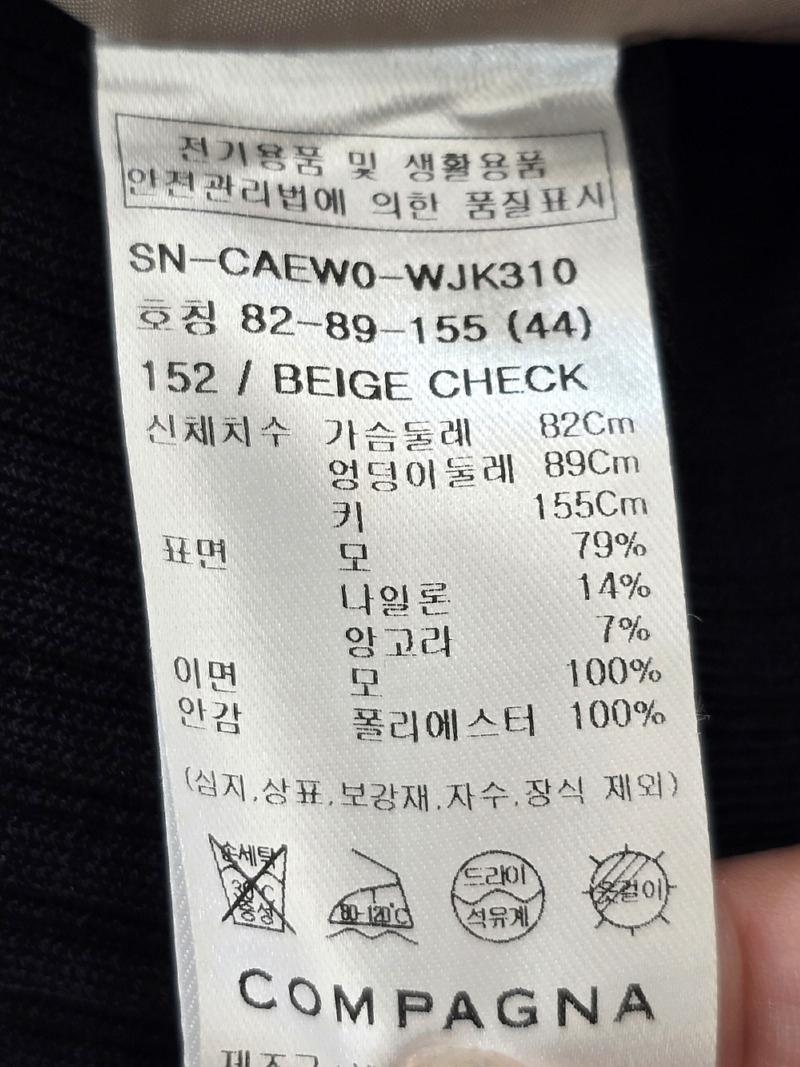 전기용품 및 생활용품
안전관리법에 의한 품질표시
SN-CAEW0-WJK310
호칭 82-89-155 (44)
152 / BEIGE CHECK
신체치수 가슴둘레 82Cm
엉덩이둘레 89Cm
키 155Cm
표면 모 79%
나일론 14%
앙고라 7%
이면 모 100%
안감 폴리에스터 100%
(심지,상표,보강재,자수,장식 제외)
손세탁
중성
80-120°C
드라이
석유계
옷걸이
COMPAGNA